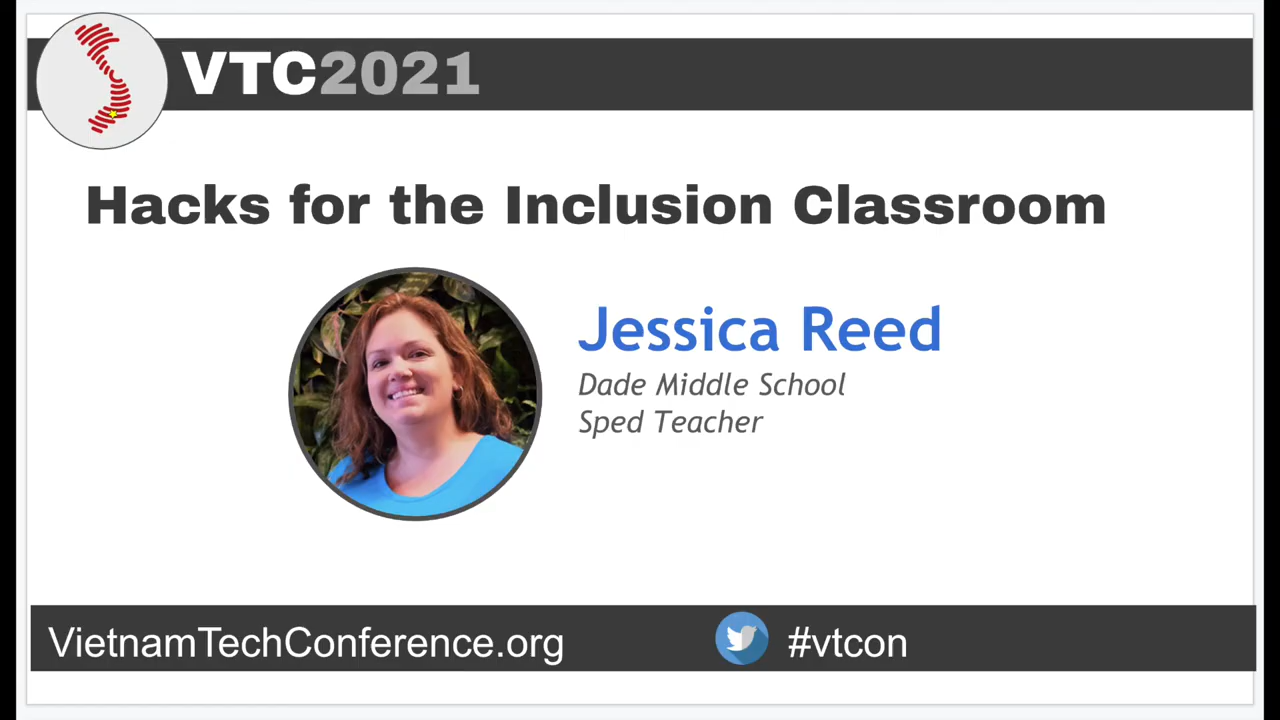 VTC2021
Hacks for the Inclusion Classroom
Jessica Reed
Dade Middle School
Sped Teacher
VietnamTechConference.org
#vtcon